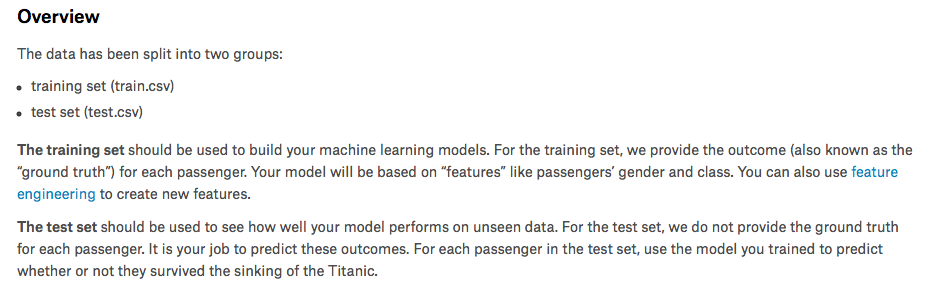 Overview
The data has been split into two groups:
• training set (train.csv)
• test set (test.csv)
The training set should be used to build your machine learning models. For the training set, we provide the outcome (also known as the
“ground truth”) for each passenger. Your model will be based on “features” like passengers’ gender and class. You can also use feature
engineering to create new features.
The test set should be used to see how well your model performs on unseen data. For the test set, we do not provide the ground truth
for each passenger. It is your job to predict these outcomes. For each passenger in the test set, use the model you trained to predict
whether or not they survived the sinking of the Titanic.